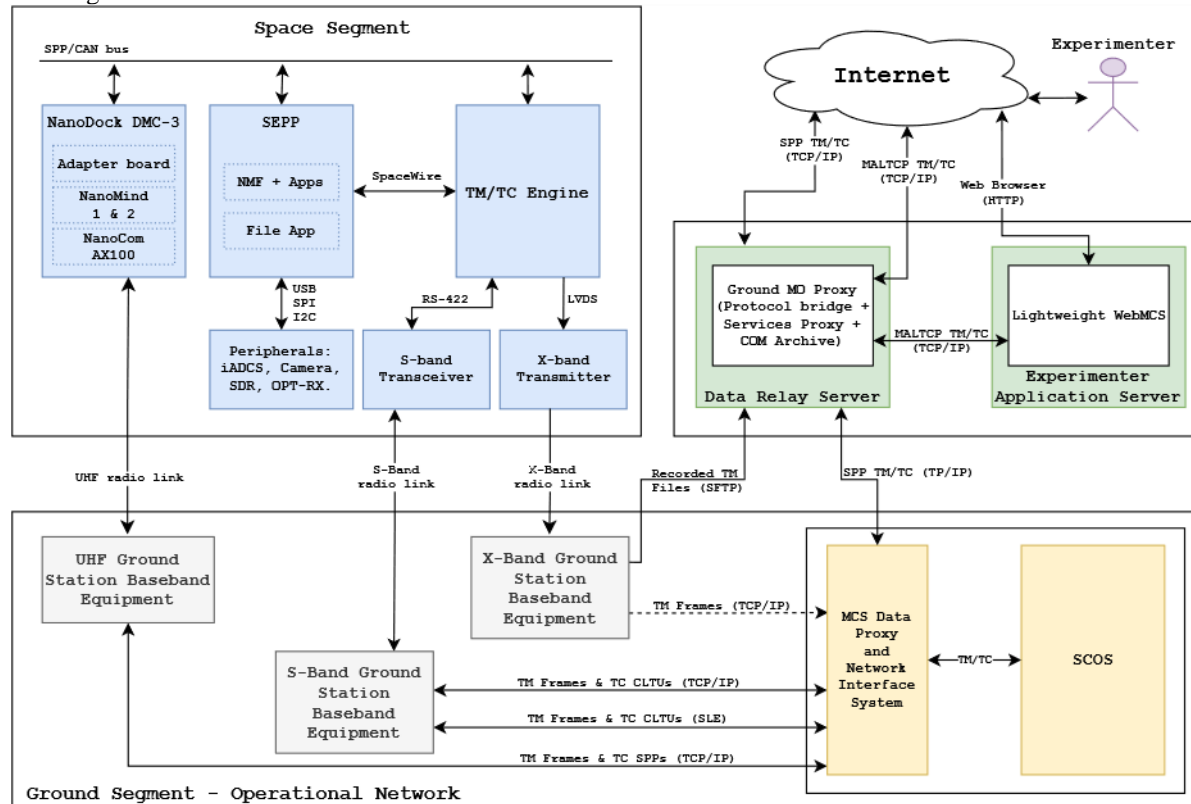 Space Segment
SPP/CAN bus
NanoDock DMC-3
Adapter board
NanoMind
1 & 2
NanoCom
AX100
SEPP
NMF + Apps
File App
SpaceWire
TM/TC Engine
USB
SPI
I2C
RS-422
LVDS
Peripherals:
iADCS, Camera,
SDR, OPT-RX.
S-band
Transceiver
X-band
Transmitter
Internet
Experimenter
SPP TM/TC
(TCP/IP)
MALTCP TM/TC
(TCP/IP)
Web Browser
(HTTP)
Ground MO Proxy
(Protocol bridge +
Services Proxy +
COM Archive)
Data Relay Server
MALTCP TM/TC
(TCP/IP)
Lightweight WebMCS
Experimenter
Application Server
UHF radio link
S-Band
radio link
X-Band
radio link
Recorded TM
Files (SFTP)
SPP TM/TC (TP/IP)
UHF Ground
Station Baseband
Equipment
S-Band Ground
Station
Baseband
Equipment
X-Band Ground
Station
Baseband
Equipment
TM Frames (TCP/IP)
TM Frames & TC CLTUs (TCP/IP)
TM Frames & TC CLTUs (SLE)
TM Frames & TC SPPs (TCP/IP)
MCS Data
Proxy
and
Network
Interface
System
TM/TC
SCOS
Ground Segment - Operational Network